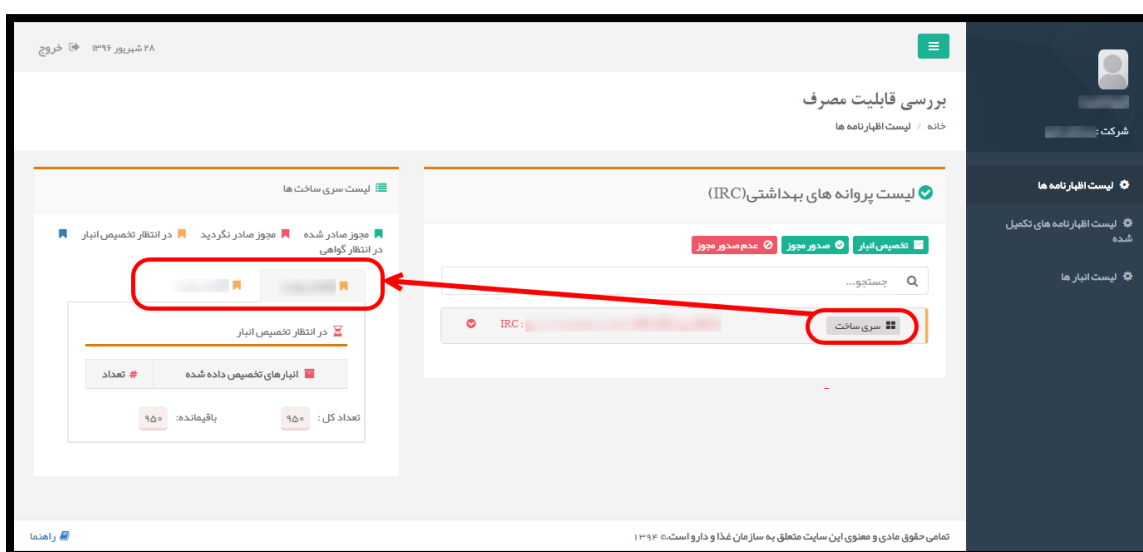 ۲۸ شهریور ۱۳۹۶
خروج
شرکت:
لیست اظهارنامه ها
لیست اظهارنامه های تکمیل
شده
لیست انبار ها
بررسی قابلیت مصرف
خانه / لیست اظهارنامه ها
لیست پروانه های بهداشتی(IRC)
تخصیص انبار صدور مجوز عدم صدور مجوز
جستجو...
سری ساخت IRC:
لیست سری ساخت ها
مجوز صادر شده مجوز صادر نگردید در انتظار تخصیص انبار
در انتظار گواهی
در انتظار تخصیص انبار
انبارهای تخصیص داده شده # تعداد
تعداد کل: ۹۵۰ باقیمانده: ۹۵۰
تمامی حقوق مادی و معنوی این سایت متعلق به سازمان غذا و دارو است.© ۱۳۹۴
راهنما